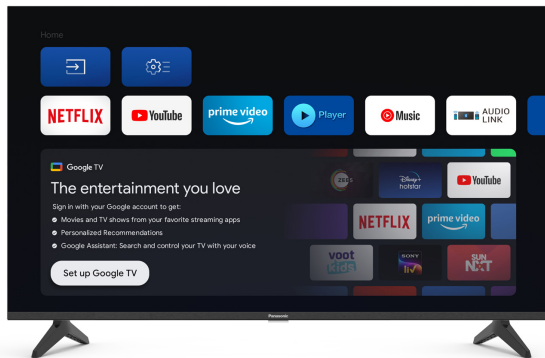 Home
NETFLIX
YouTube
prime video
Player
Music
AUDIO
LINK
Google TV
The entertainment you love
Sign in with your Google account to get:
Movies and TV shows from your favorite streaming apps
Personalized Recommendations
Google Assistant: Search and control your TV with your voice
Set up Google TV
ZEE5
Disney+
hotstar
YouTube
NETFLIX
prime video
voot
kids
SONY
liv
SUN
NXT
Panasonic